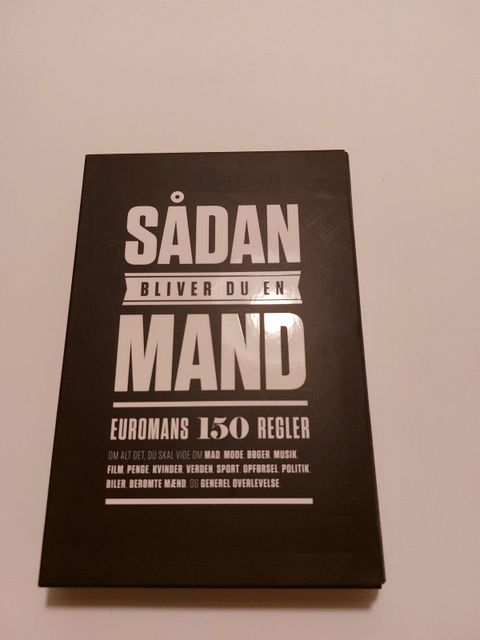 SÅDAN
BLIVER DU EN
MAND
EUROMANS 150 REGLER
OM ALT DET, DU SKAL VIDE OM MAD, MODE, BØGER, MUSIK,
FILM, PENGE, KVINDER, VERDEN, SPORT, OPFØRSEL, POLITIK,
BILER, BERØMTE MÆND, OG GENEREL OVERLEVELSE.